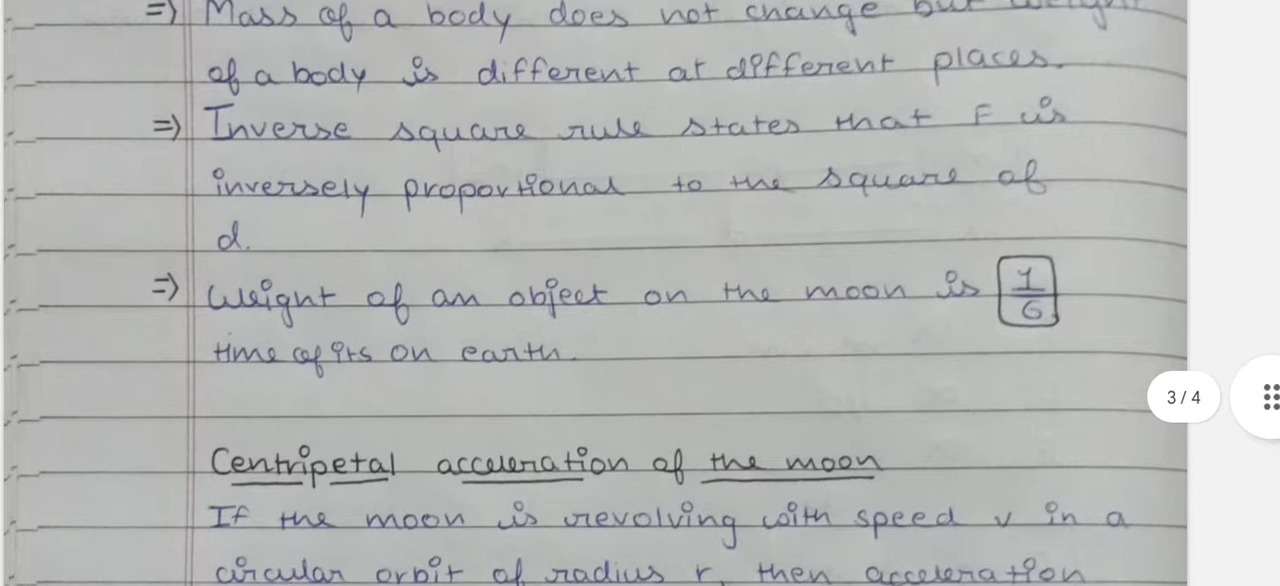 => Mass of a body does not change but weight
of a body is different at different places.
=> Inverse square rule states that F is
inversely proportional to the square of
d.
=> Weight of an object on the moon is 1/6
time of its on earth.
3 / 4
Centripetal acceleration of the moon
If the moon is revolving with speed v in a
circular orbit of radius r, then acceleration